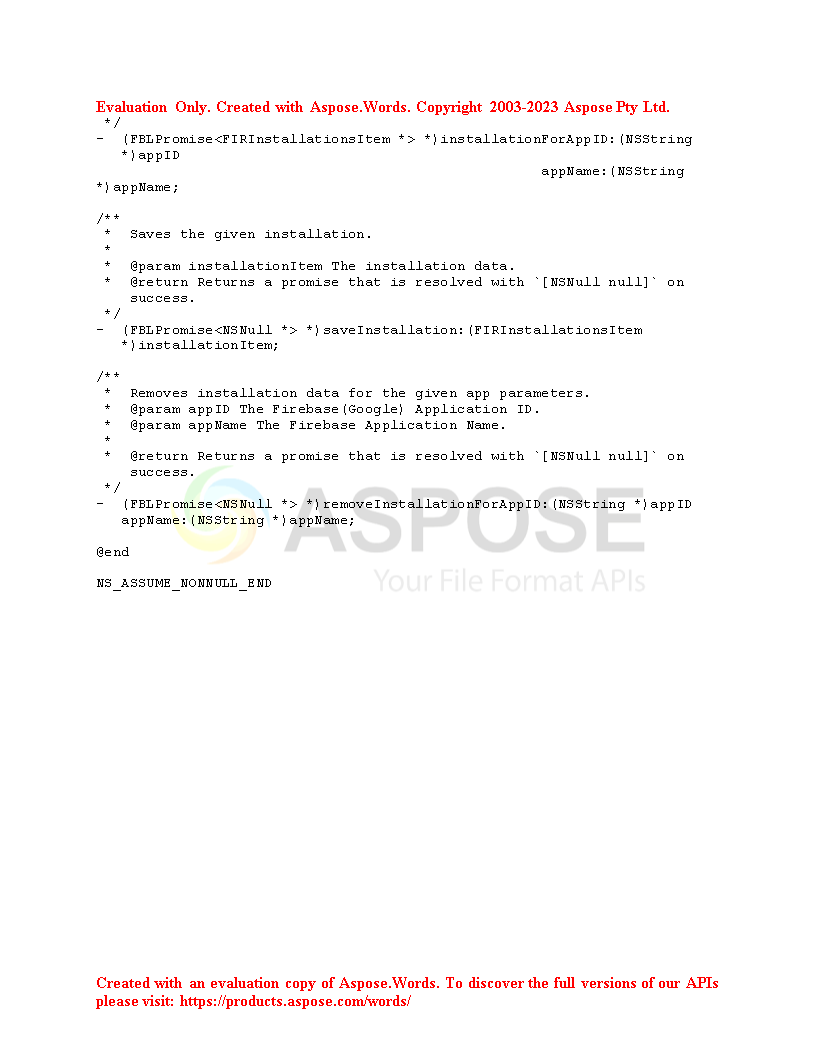 Evaluation Only. Created with Aspose.Words. Copyright 2003-2023 Aspose Pty Ltd.
 */
- (FBLPromise<FIRInstallationsItem *> *)installationForAppID:(NSString
*)appID
appName:(NSString
*)appName;
/**
 * Saves the given installation.
 *
 * @param installationItem The installation data.
 * @return Returns a promise that is resolved with `[NSNull null]` on
success.
 */
- (FBLPromise<NSNull *> *)saveInstallation:(FIRInstallationsItem
*)installationItem;
/**
 * Removes installation data for the given app parameters.
 * @param appID The Firebase(Google) Application ID.
 * @param appName The Firebase Application Name.
 *
 * @return Returns a promise that is resolved with `[NSNull null]` on
success.
 */
- (FBLPromise<NSNull *> *)removeInstallationForAppID:(NSString *)appID
appName:(NSString *)appName;
ASPOSE
@end
Your File Format APIs
NS_ASSUME_NONNULL_END
Created with an evaluation copy of Aspose.Words. To discover the full versions of our APIs
please visit: https://products.aspose.com/words/